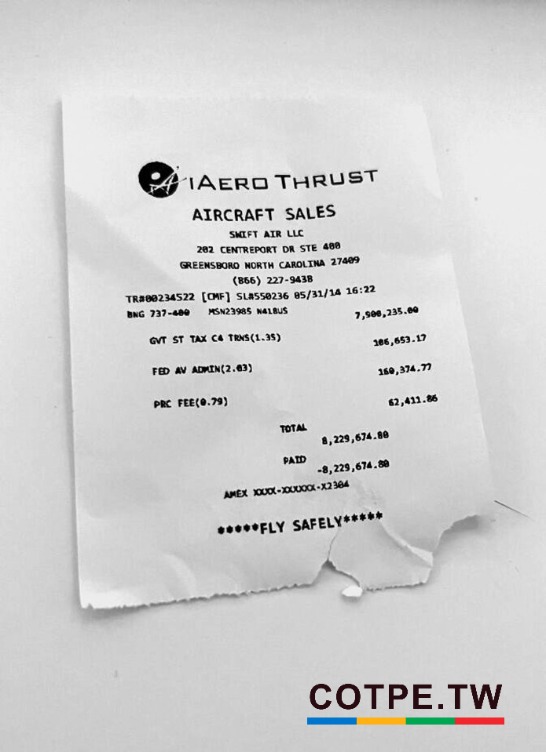 iAero Thrust
AIRCRAFT SALES
SWIFT AIR LLC
202 CENTREPORT DR STE 400
GREENSBORO NORTH CAROLINA 27409
(866) 227-9438
TR#00234522 [CMF] SL#550236 05/31/14 16:22
BNG 737-400 MSN23985 N418US
7,900,235.00
GVT ST TAX C4 TRNS(1.35)
106,653.17
FED AV ADMIN(2.03)
160,374.77
PRC FEE(0.79)
62,411.86
TOTAL
8,229,674.80
PAID
-8,229,674.80
AMEX XXXX-XXXXXX-X2304
*****FLY SAFELY*****
COTPE.TW